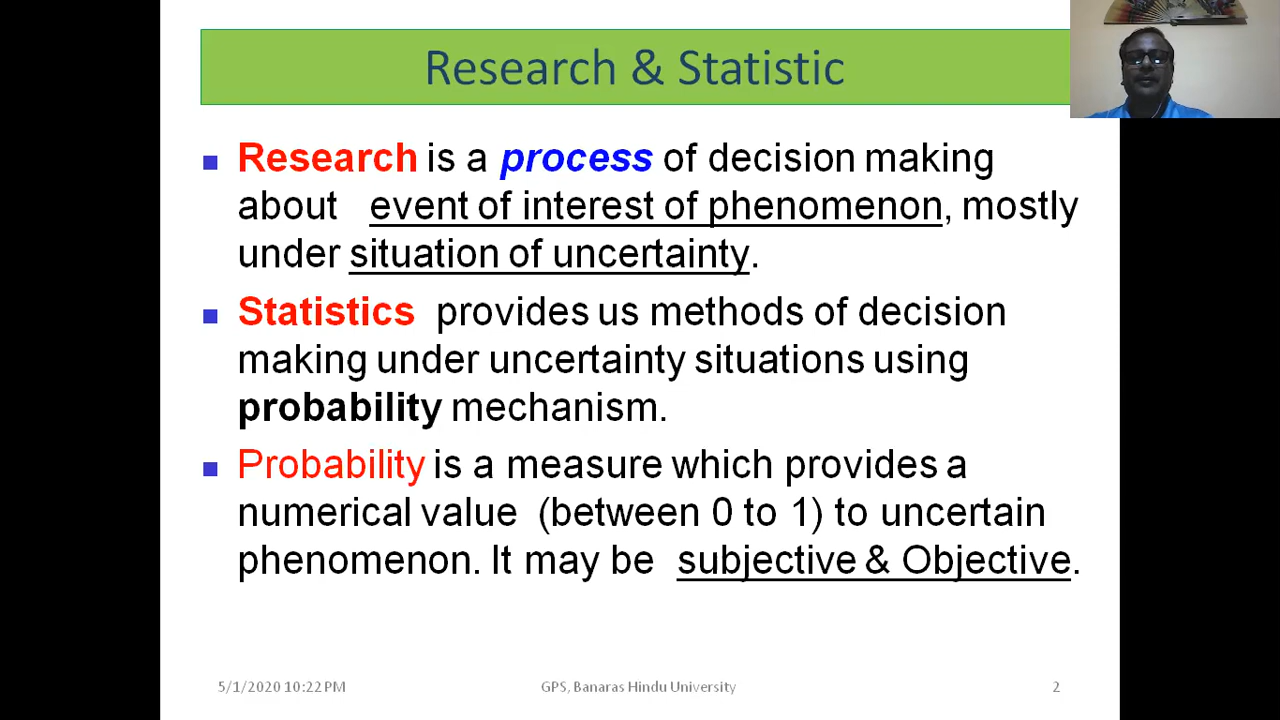 Research & Statistic
Research is a process of decision making
about event of interest of phenomenon, mostly
under situation of uncertainty.
Statistics provides us methods of decision
making under uncertainty situations using
probability mechanism.
Probability is a measure which provides a
numerical value (between 0 to 1) to uncertain
phenomenon. It may be subjective & Objective.
5/1/2020 10:22 PM
GPS, Banaras Hindu University
2